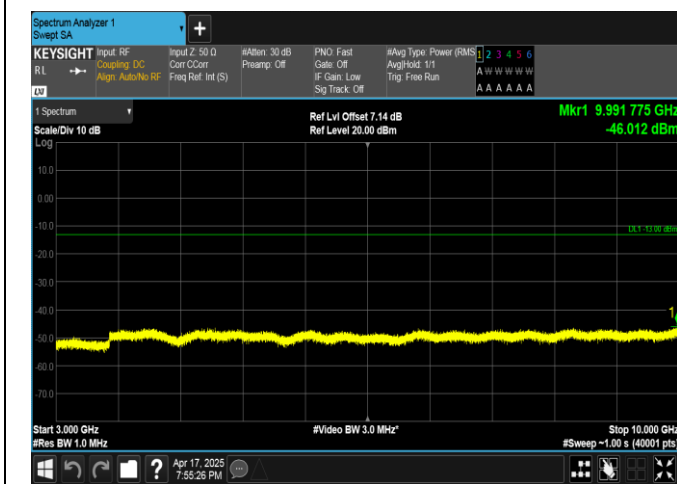 Spectrum Analyzer 1
Swept SA
+
KEYSIGHT Input: RF Input Z: 50 Ω #Atten: 30 dB PNO: Fast #Avg Type: Power (RMS 1 2 3 4 5 6
RL Coupling: DC Corr CCorr Preamp: Off Gate: Off Avg|Hold: 1/1 A W W W W W
Align: Auto/No RF Freq Ref: Int (S) IF Gain: Low Trig: Free Run
Sig Track: Off A A A A A A
LXI
1 Spectrum Ref Lvl Offset 7.14 dB Mkr1 9.991 775 GHz
Scale/Div 10 dB Ref Level 20.00 dBm -46.012 dBm
Log
10.0
0.00
-10.0
DL1 -13.00 dBm
-20.0
-30.0
-40.0
1
-50.0
-60.0
-70.0
Start 3.000 GHz #Video BW 3.0 MHz* Stop 10.000 GHz
#Res BW 1.0 MHz #Sweep ~1.00 s (40001 pts)
? Apr 17, 2025
7:55:26 PM